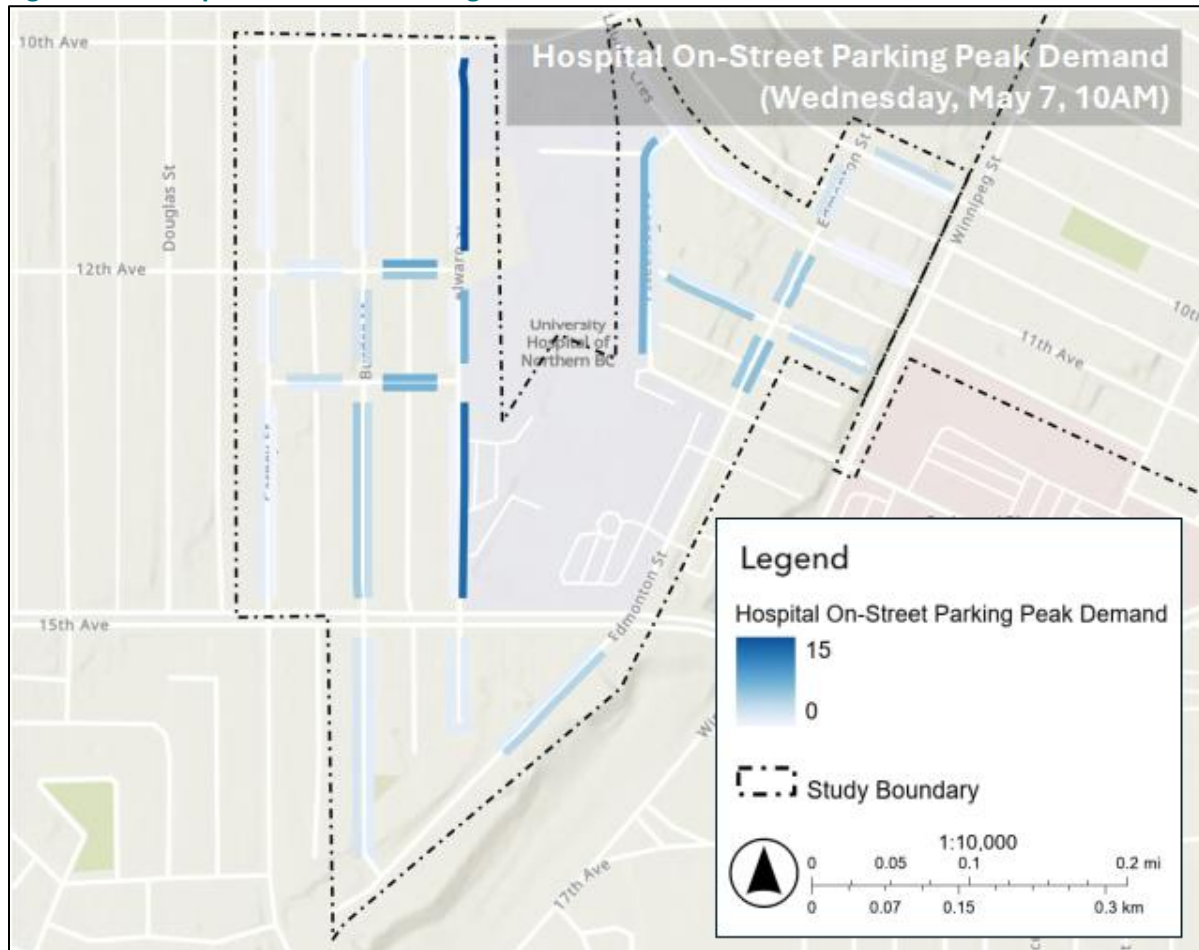 Hospital On-Street Parking Peak Demand
(Wednesday, May 7, 10AM)
10th Ave
Cres
Douglas St
Edmonton St
Winnipeg St
12th Ave
University
Hospital of
Northern BC
10th
11th Ave
15th Ave
Edmonton St
17th Ave
Legend
Hospital On-Street Parking Peak Demand
15
0
Study Boundary
1:10,000
0 0.05 0.1 0.2 mi
0 0.07 0.15 0.3 km